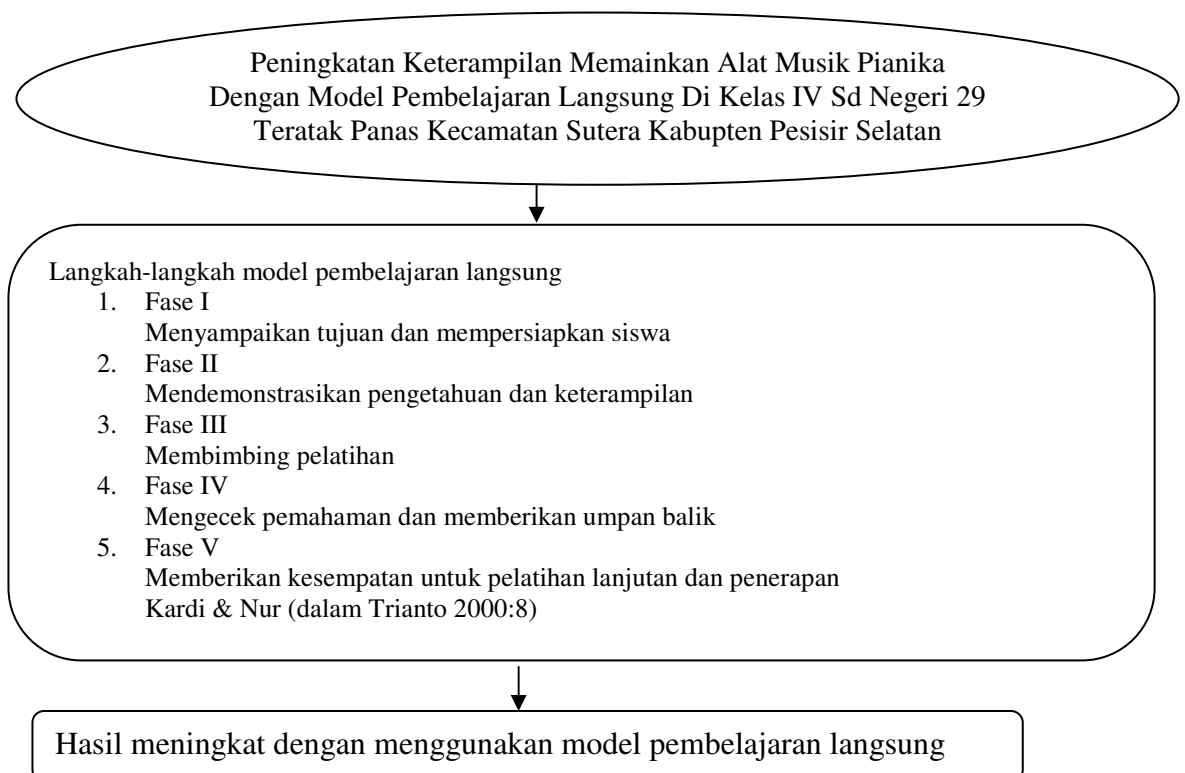 Peningkatan Keterampilan Memainkan Alat Musik Pianika
Dengan Model Pembelajaran Langsung Di Kelas IV Sd Negeri 29
Teratak Panas Kecamatan Sutera Kabupten Pesisir Selatan
Langkah-langkah model pembelajaran langsung
1. Fase I
Menyampaikan tujuan dan mempersiapkan siswa
2. Fase II
Mendemonstrasikan pengetahuan dan keterampilan
3. Fase III
Membimbing pelatihan
4. Fase IV
Mengecek pemahaman dan memberikan umpan balik
5. Fase V
Memberikan kesempatan untuk pelatihan lanjutan dan penerapan
Kardi & Nur (dalam Trianto 2000:8)
Hasil meningkat dengan menggunakan model pembelajaran langsung